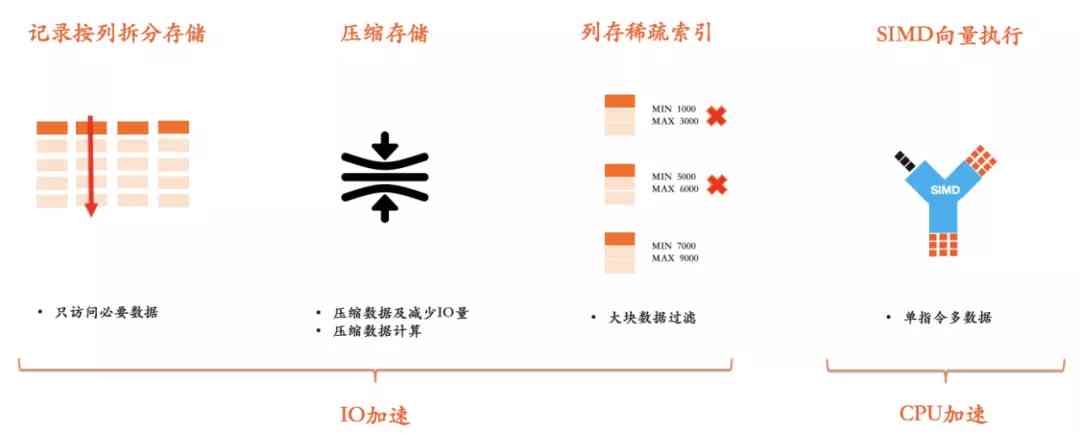 记录按列拆分存储
压缩存储
列存稀疏索引
SIMD向量执行
MIN 1000
MAX 3000
MIN 5000
MAX 6000
SIMD
MIN 7000
MAX 9000
• 只访问必要数据
• 压缩数据及减少IO量
• 压缩数据计算
• 大块数据过滤
• 单指令多数据
IO加速
CPU加速